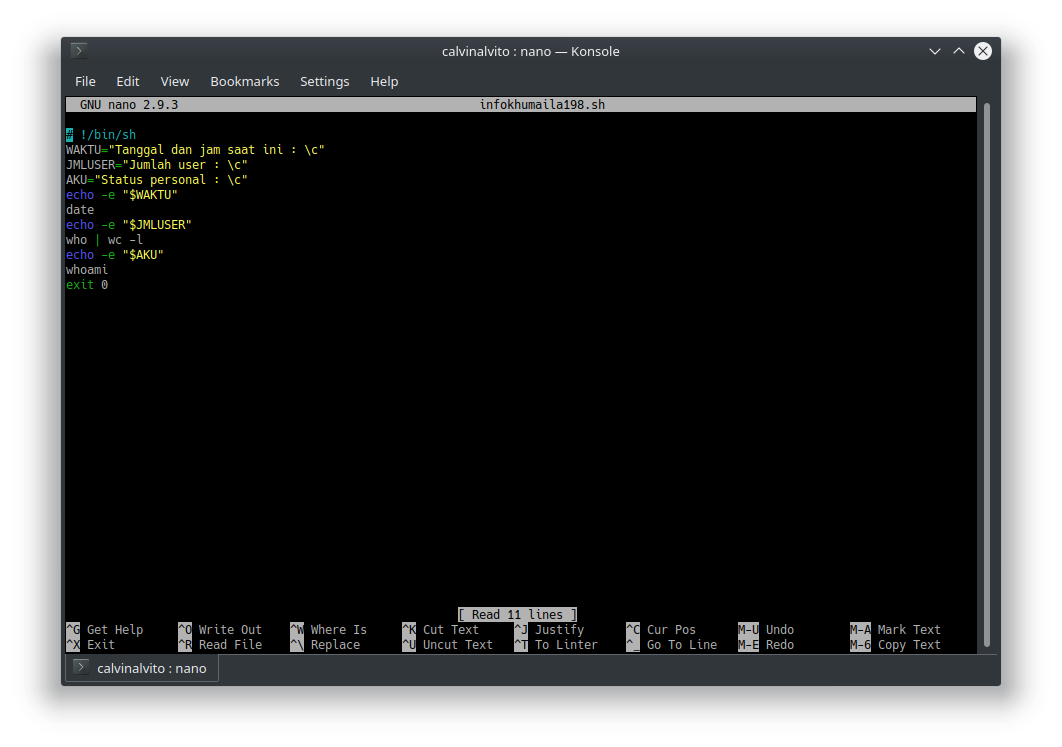 calvinalvito : nano — Konsole
File Edit View Bookmarks Settings Help
GNU nano 2.9.3 infokhumaila198.sh
# !/bin/sh
WAKTU="Tanggal dan jam saat ini : \c"
JMLUSER="Jumlah user : \c"
AKU="Status personal : \c"
echo -e "$WAKTU"
date
echo -e "$JMLUSER"
who | wc -l
echo -e "$AKU"
whoami
exit 0
[ Read 11 lines ]
^G Get Help ^O Write Out ^W Where Is ^K Cut Text ^J Justify ^C Cur Pos M-U Undo M-A Mark Text
^X Exit ^R Read File ^\ Replace ^U Uncut Text ^T To Linter ^_ Go To Line M-E Redo M-6 Copy Text
calvinalvito : nano